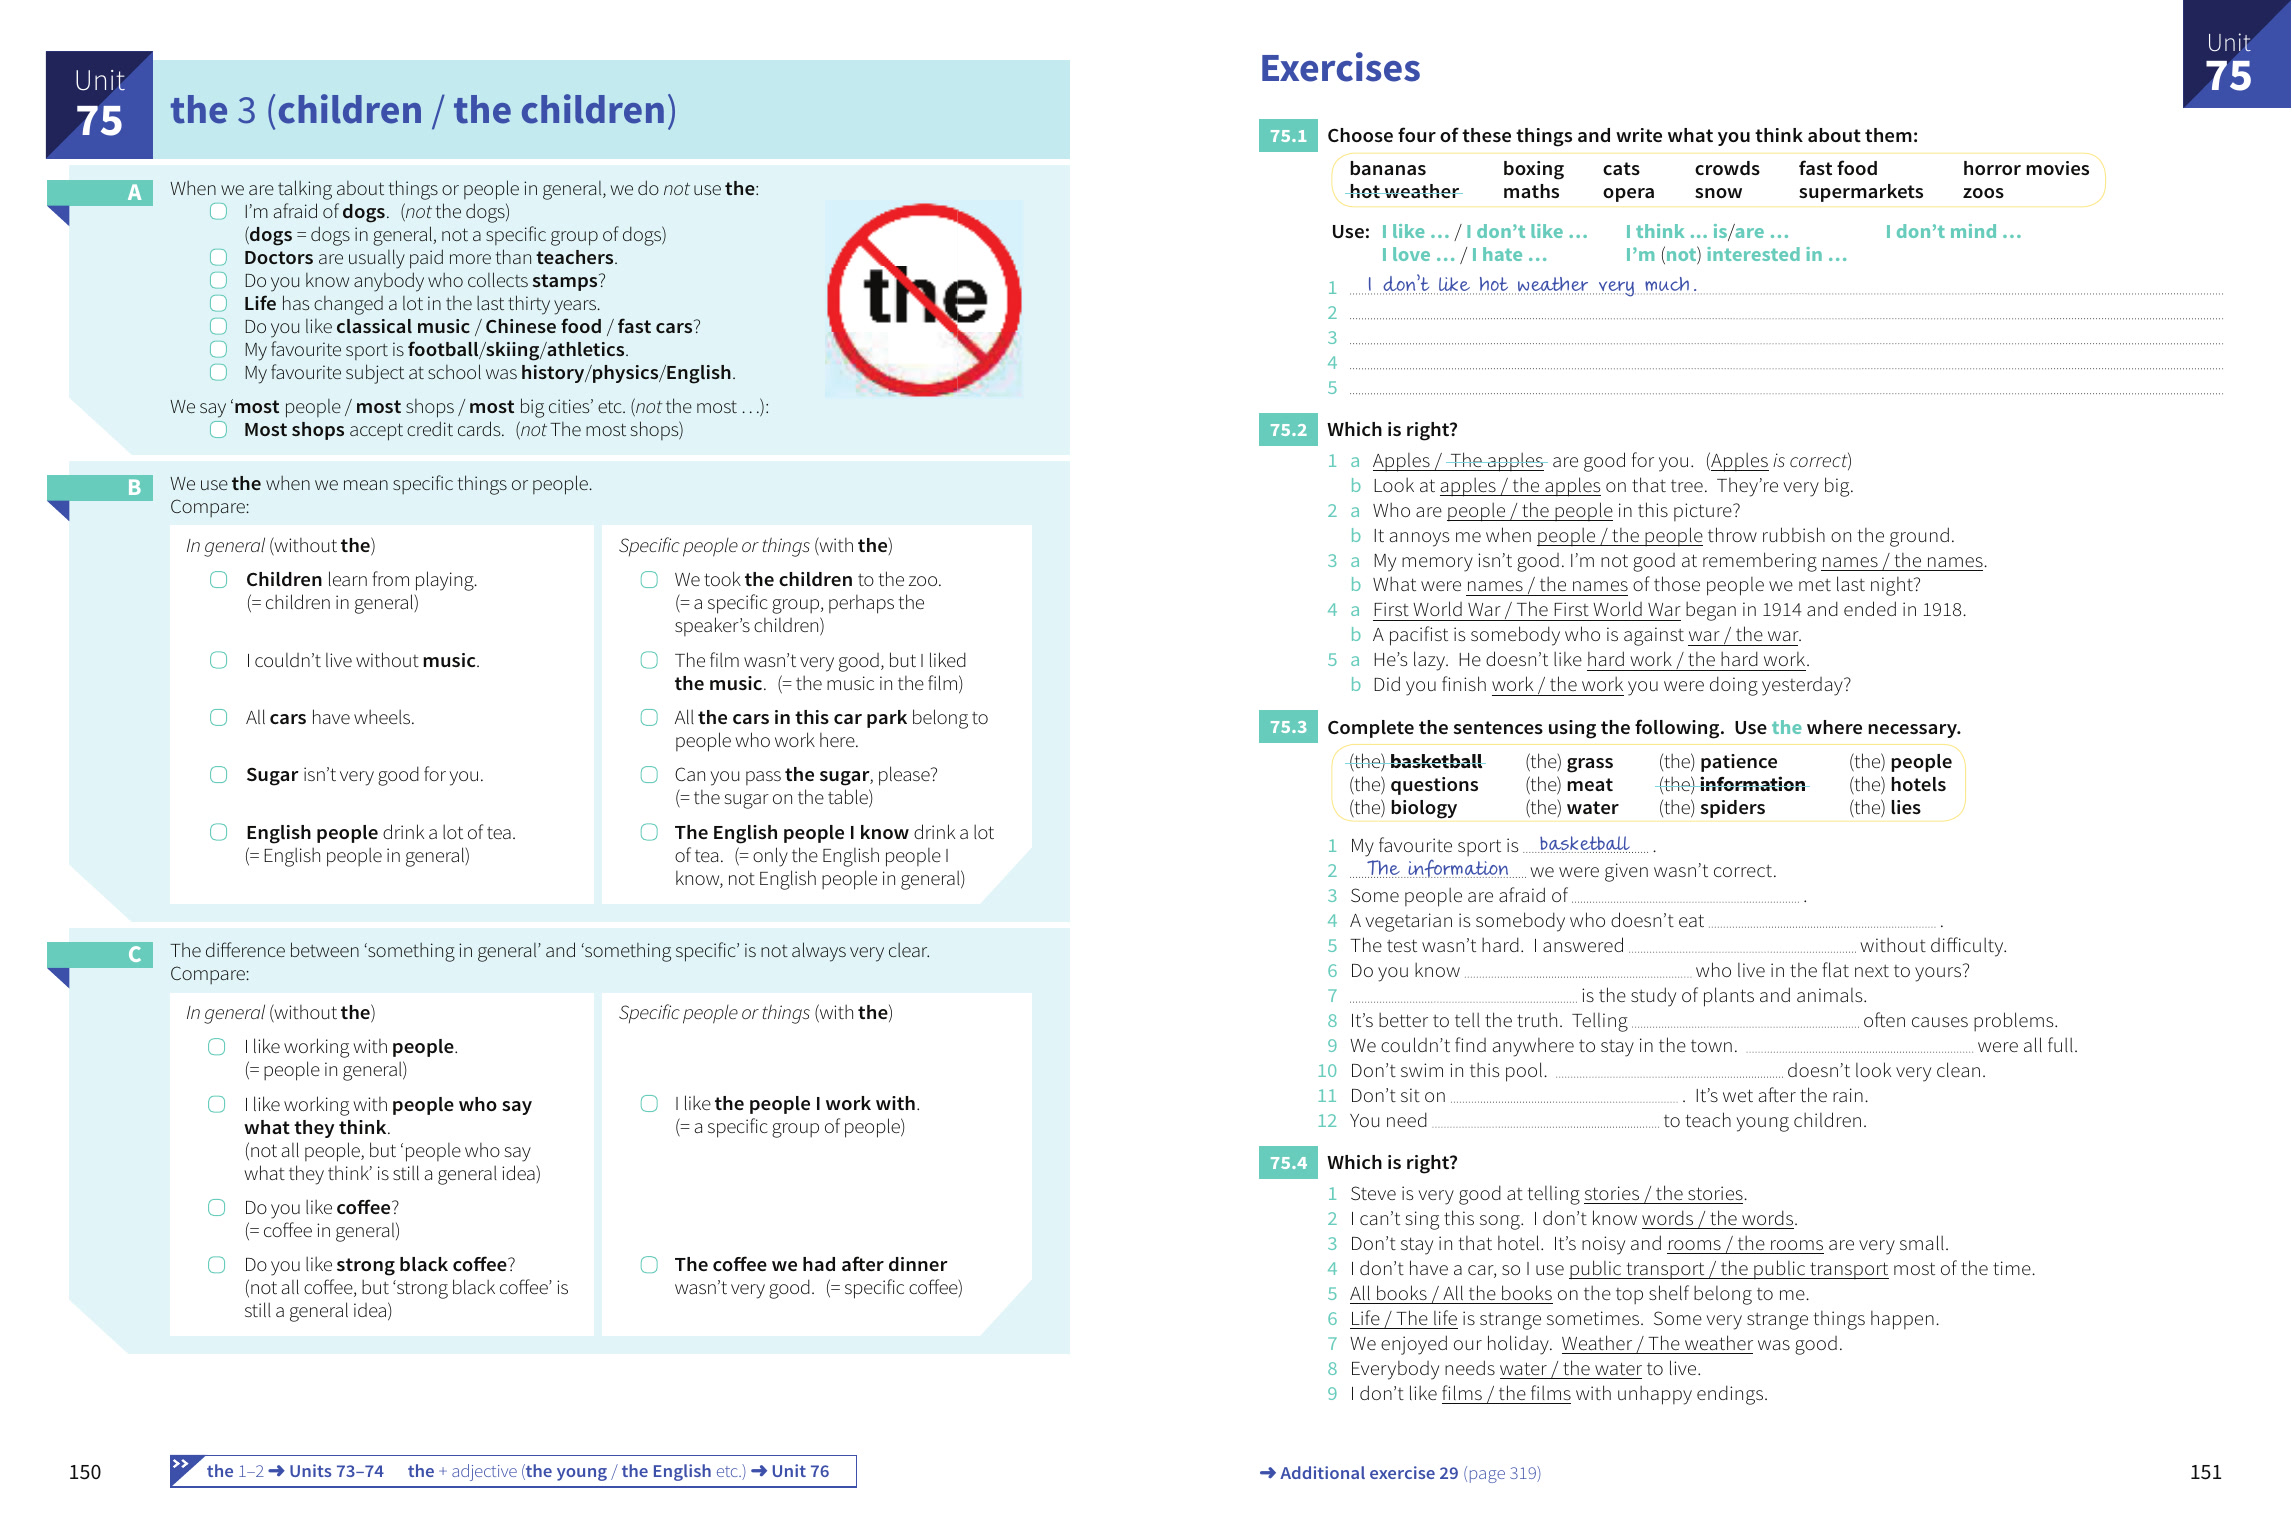 Unit
75
the 3 (children / the children)
A
When we are talking about things or people in general, we do not use the:
I'm afraid of dogs. (not the dogs)
(dogs = dogs in general, not a specific group of dogs)
Doctors are usually paid more than teachers.
Do you know anybody who collects stamps?
Life has changed a lot in the last thirty years.
Do you like classical music / Chinese food / fast cars?
My favourite sport is football/skiing/athletics.
My favourite subject at school was history/physics/English.
the
We say ‘most people / most shops / most big cities’ etc. (not the most …):
Most shops accept credit cards. (not The most shops)
B
We use the when we mean specific things or people.
Compare:
In general (without the)
Children learn from playing.
(= children in general)
I couldn't live without music.
All cars have wheels.
Sugar isn't very good for you.
English people drink a lot of tea.
(= English people in general)
Specific people or things (with the)
We took the children to the zoo.
(= a specific group, perhaps the
speaker's children)
The film wasn't very good, but I liked
the music. (= the music in the film)
All the cars in this car park belong to
people who work here.
Can you pass the sugar, please?
(= the sugar on the table)
The English people I know drink a lot
of tea. (= only the English people I
know, not English people in general)
C
The difference between ‘something in general’ and ‘something specific’ is not always very clear.
Compare:
In general (without the)
I like working with people.
(= people in general)
I like working with people who say
what they think.
(not all people, but ‘people who say
what they think’ is still a general idea)
Do you like coffee?
(= coffee in general)
Do you like strong black coffee?
(not all coffee, but ‘strong black coffee’ is
still a general idea)
Specific people or things (with the)
I like the people I work with.
(= a specific group of people)
The coffee we had after dinner
wasn't very good. (= specific coffee)
150
>> the 1–2 ➜ Units 73–74 the + adjective (the young / the English etc.) ➜ Unit 76
Exercises
Unit
75
75.1 Choose four of these things and write what you think about them:
bananas boxing cats crowds fast food horror movies
hot weather maths opera snow supermarkets zoos
Use: I like … / I don't like … I think … is/are … I don't mind …
I love … / I hate … I'm (not) interested in …
1 I don't like hot weather very much.
2
3
4
5
75.2 Which is right?
1 a Apples / The apples are good for you. (Apples is correct)
b Look at apples / the apples on that tree. They're very big.
2 a Who are people / the people in this picture?
b It annoys me when people / the people throw rubbish on the ground.
3 a My memory isn't good. I'm not good at remembering names / the names.
b What were names / the names of those people we met last night?
4 a First World War / The First World War began in 1914 and ended in 1918.
b A pacifist is somebody who is against war / the war.
5 a He's lazy. He doesn't like hard work / the hard work.
b Did you finish work / the work you were doing yesterday?
75.3 Complete the sentences using the following. Use the where necessary.
(the) basketball (the) grass (the) patience (the) people
(the) questions (the) meat (the) information (the) hotels
(the) biology (the) water (the) spiders (the) lies
1 My favourite sport is basketball .
2 The information we were given wasn't correct.
3 Some people are afraid of .
4 A vegetarian is somebody who doesn't eat .
5 The test wasn't hard. I answered without difficulty.
6 Do you know who live in the flat next to yours?
7 is the study of plants and animals.
8 It's better to tell the truth. Telling often causes problems.
9 We couldn't find anywhere to stay in the town. were all full.
10 Don't swim in this pool. doesn't look very clean.
11 Don't sit on . It's wet after the rain.
12 You need to teach young children.
75.4 Which is right?
1 Steve is very good at telling stories / the stories.
2 I can't sing this song. I don't know words / the words.
3 Don't stay in that hotel. It's noisy and rooms / the rooms are very small.
4 I don't have a car, so I use public transport / the public transport most of the time.
5 All books / All the books on the top shelf belong to me.
6 Life / The life is strange sometimes. Some very strange things happen.
7 We enjoyed our holiday. Weather / The weather was good.
8 Everybody needs water / the water to live.
9 I don't like films / the films with unhappy endings.
➜ Additional exercise 29 (page 319)
151